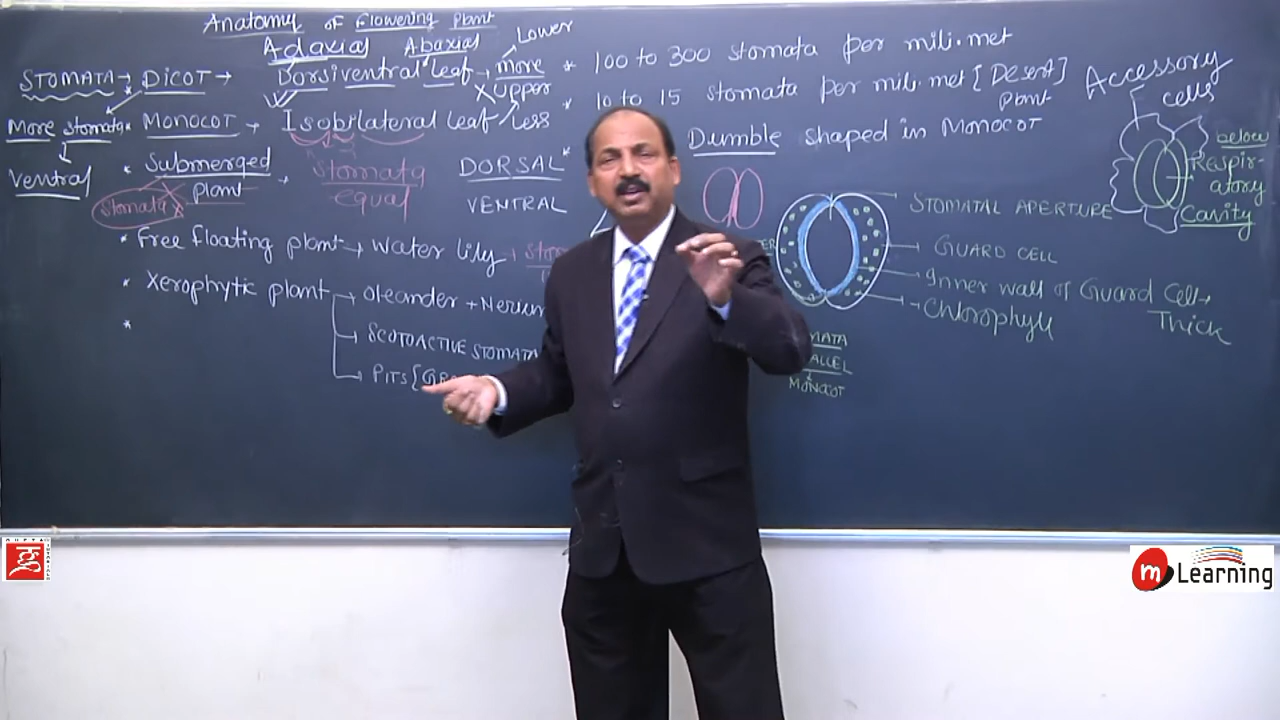 Anatomy of Flowering Plant
Adaxial Abaxial Lower
STOMATA → DICOT → Dorsiventral leaf → more
X Upper
More stomata * MONOCOT → Isobilateral leaf less
Ventral
* Submerged plant → Stomata equal
Stomata X
DORSAL
VENTRAL
* Free floating plant → water lily →
* Xerophytic plant → Oleander + Nerium
→ SCOTOACTIVE STOMATA
→ PITS
*
* 100 to 300 stomata per mili.met
* 10 to 15 stomata per mili.met [Desert] Plant
* Dumble shaped in MONOCOT
STOMATAL APERTURE
GUARD CELL
Inner wall of Guard Cell → Thick
Chlorophyll
MONOCOT
Accessory cells
below
Respir-
atory
Cavity
m Learning